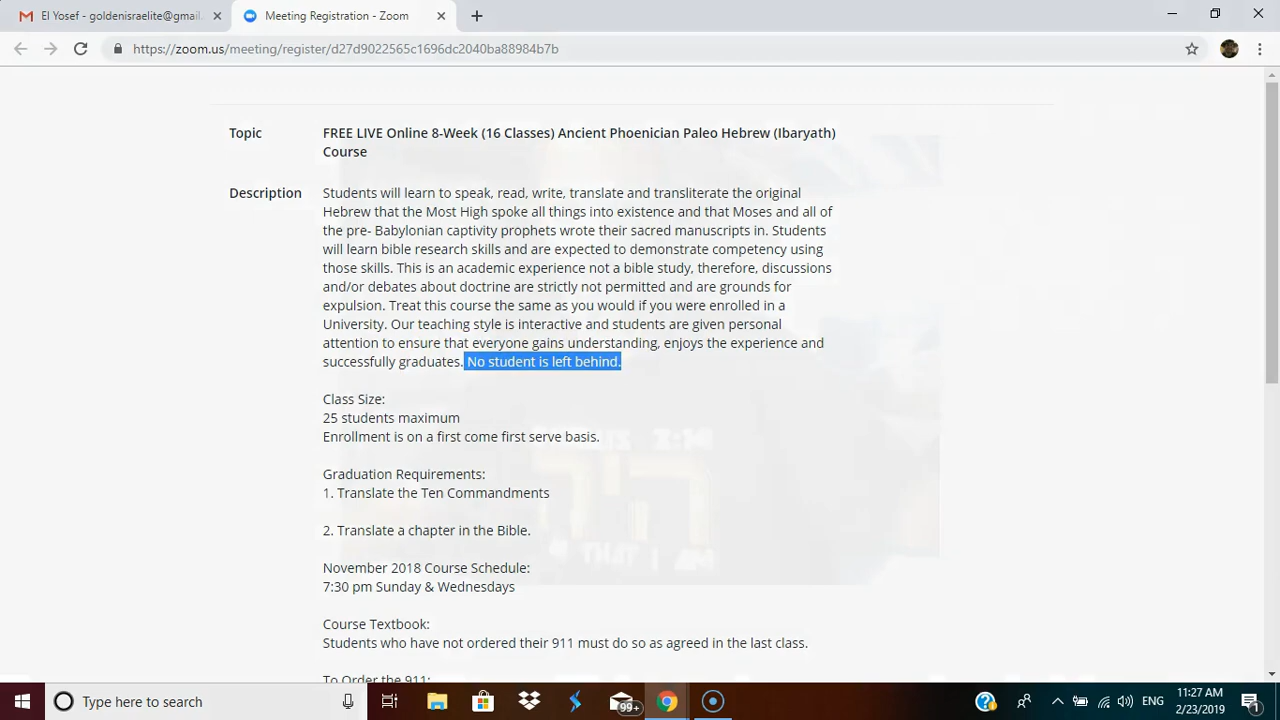 El Yosef - goldenisraelite@gmail.
Meeting Registration - Zoom
https://zoom.us/meeting/register/d27d9022565c1696dc2040ba88984b7b
Topic
FREE LIVE Online 8-Week (16 Classes) Ancient Phoenician Paleo Hebrew (Ibaryath)
Course
Description
Students will learn to speak, read, write, translate and transliterate the original
Hebrew that the Most High spoke all things into existence and that Moses and all of
the pre- Babylonian captivity prophets wrote their sacred manuscripts in. Students
will learn bible research skills and are expected to demonstrate competency using
those skills. This is an academic experience not a bible study, therefore, discussions
and/or debates about doctrine are strictly not permitted and are grounds for
expulsion. Treat this course the same as you would if you were enrolled in a
University. Our teaching style is interactive and students are given personal
attention to ensure that everyone gains understanding, enjoys the experience and
successfully graduates. No student is left behind.
Class Size:
25 students maximum
Enrollment is on a first come first serve basis.
Graduation Requirements:
1. Translate the Ten Commandments
2. Translate a chapter in the Bible.
November 2018 Course Schedule:
7:30 pm Sunday & Wednesdays
Course Textbook:
Students who have not ordered their 911 must do so as agreed in the last class.
To Order the 911:
Type here to search
99+
ENG
11:27 AM
2/23/2019
1